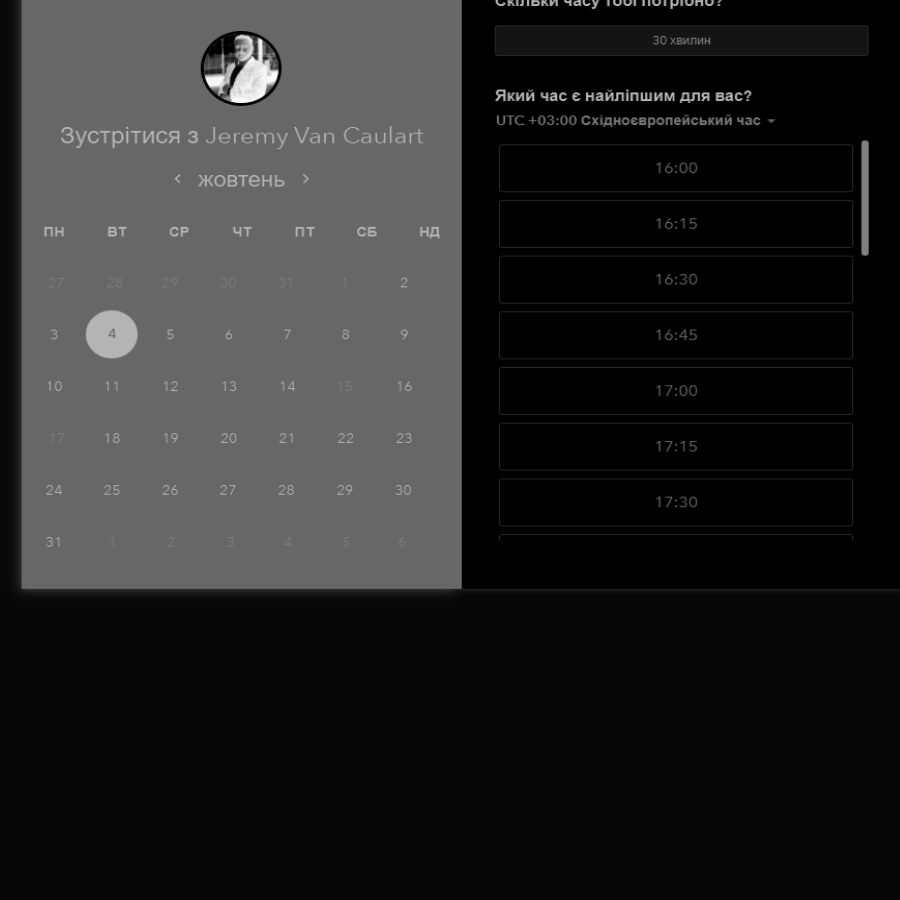 Зустрітися з Jeremy Van Caulart
жовтень
ПН ВТ СР ЧТ ПТ СБ НД
27 28 29 30 31 1 2
3 4 5 6 7 8 9
10 11 12 13 14 15 16
17 18 19 20 21 22 23
24 25 26 27 28 29 30
31 1 2 3 4 5 6
Скільки часу тобі потрібно?
30 хвилин
Який час є найліпшим для вас?
UTC +03:00 Східноєвропейський час
16:00
16:15
16:30
16:45
17:00
17:15
17:30